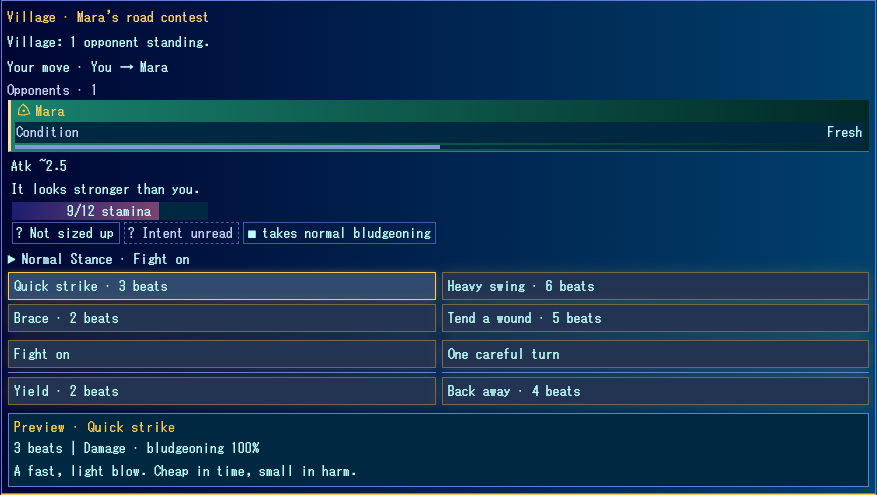 Village · Mara's road contest
Village: 1 opponent standing.
Your move · You → Mara
Opponents · 1
Mara
Condition Fresh
Atk ~2.5
It looks stronger than you.
9/12 stamina
? Not sized up ? Intent unread ■ takes normal bludgeoning
▶ Normal Stance · Fight on
Quick strike · 3 beats Heavy swing · 6 beats
Brace · 2 beats Tend a wound · 5 beats
Fight on One careful turn
Yield · 2 beats Back away · 4 beats
Preview · Quick strike
3 beats | Damage · bludgeoning 100%
A fast, light blow. Cheap in time, small in harm.